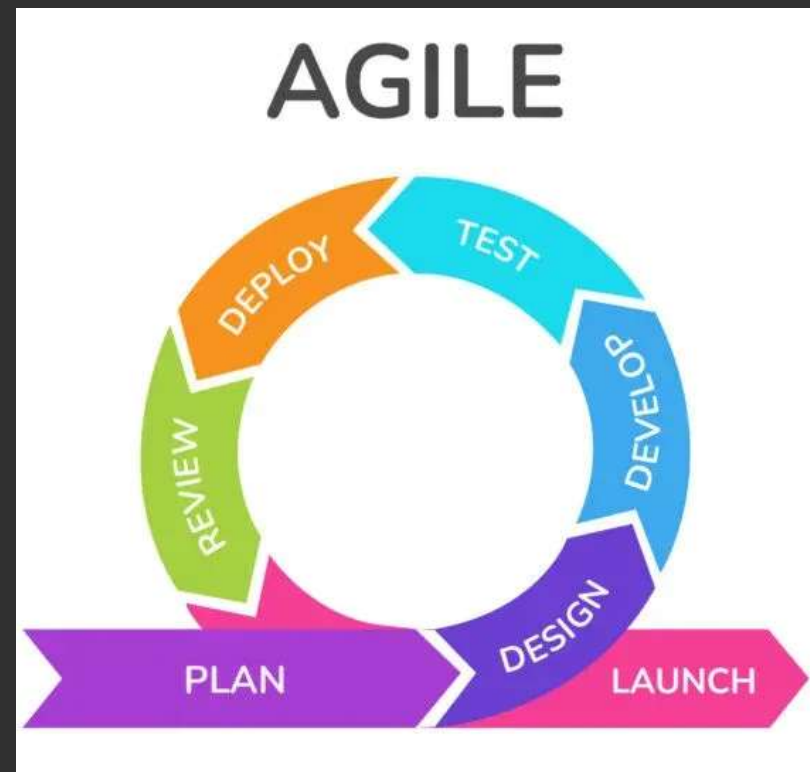 AGILE
TEST
DEPLOY
DEVELOP
REVIEW
DESIGN
PLAN
LAUNCH